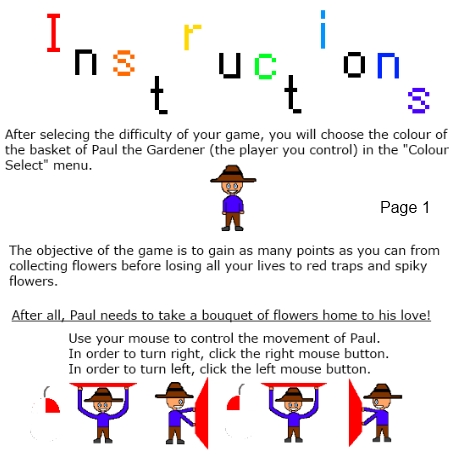 Instructions
After selecing the difficulty of your game, you will choose the colour of
the basket of Paul the Gardener (the player you control) in the "Colour
Select" menu.
Page 1
The objective of the game is to gain as many points as you can from
collecting flowers before losing all your lives to red traps and spiky
flowers.
After all, Paul needs to take a bouquet of flowers home to his love!
Use your mouse to control the movement of Paul.
In order to turn right, click the right mouse button.
In order to turn left, click the left mouse button.